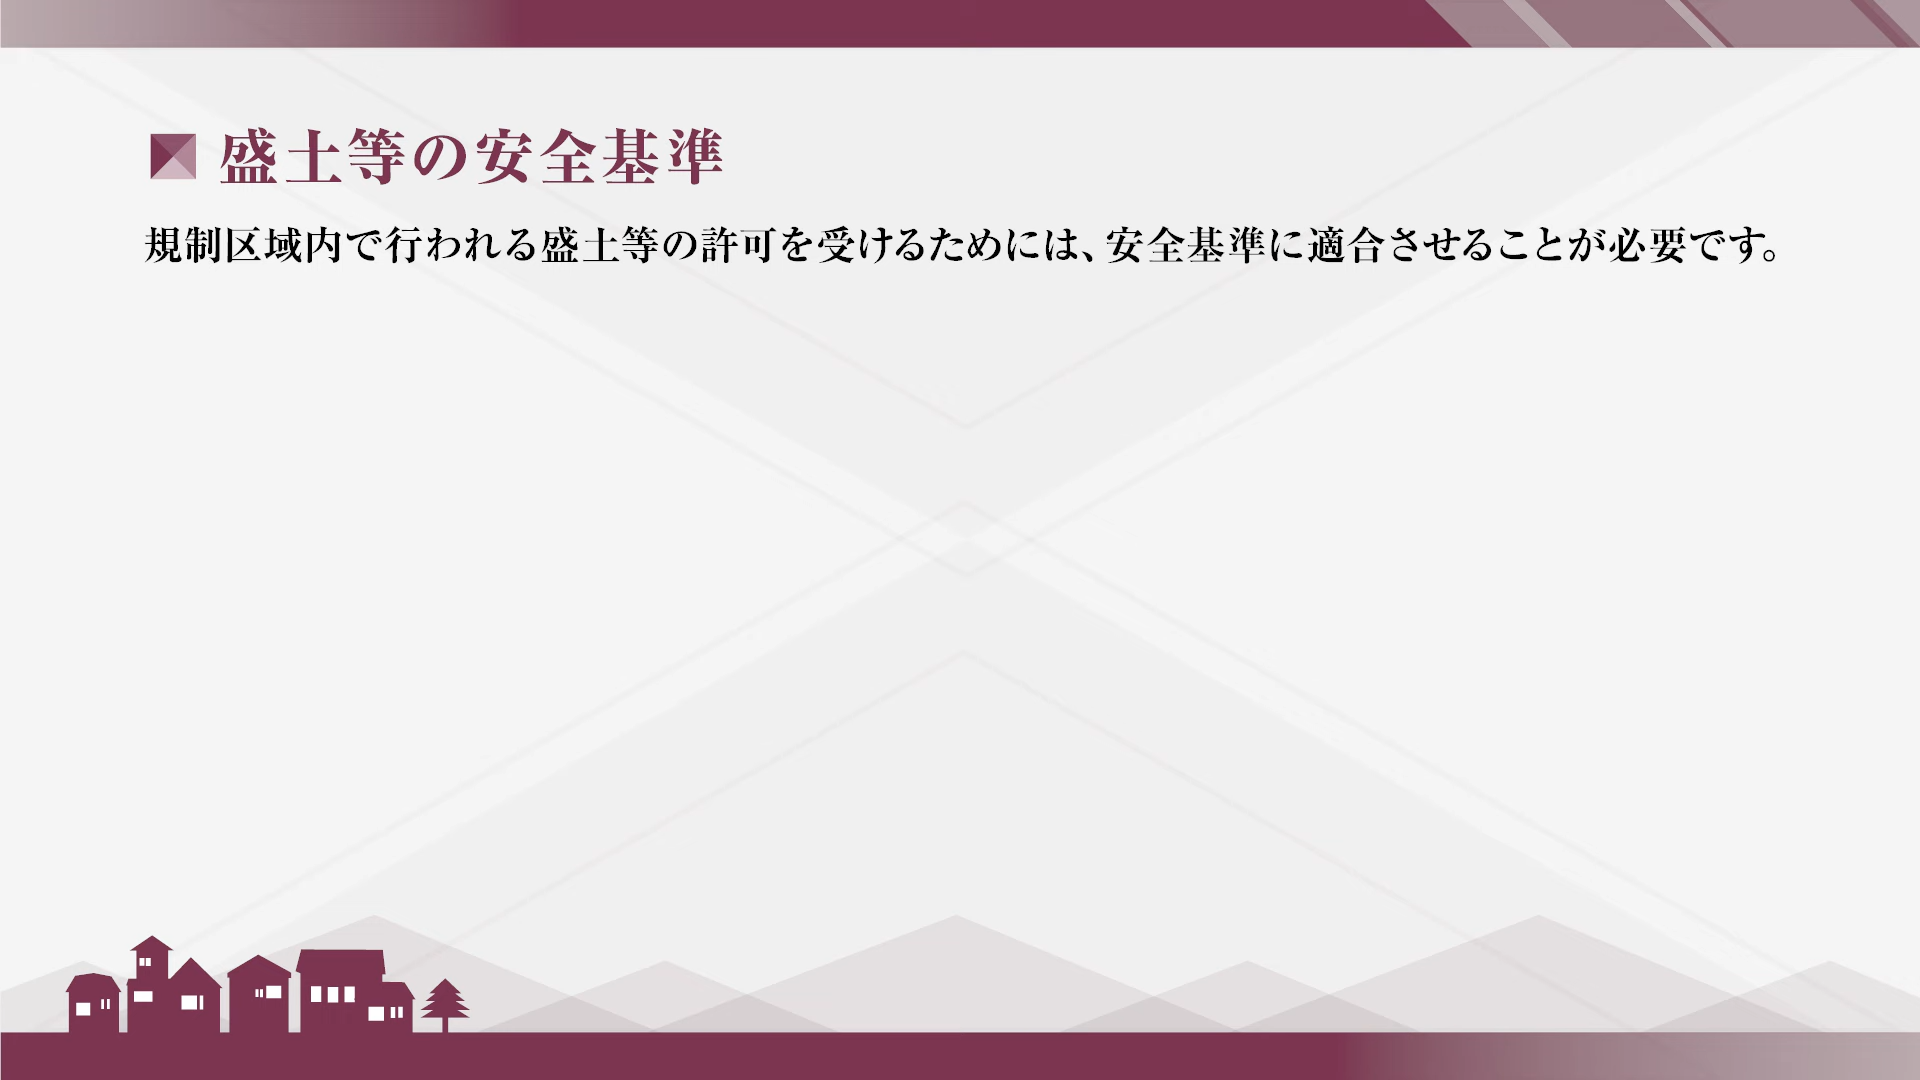 盛土等の安全基準
規制区域内で行われる盛土等の許可を受けるためには、安全基準に適合させることが必要です。